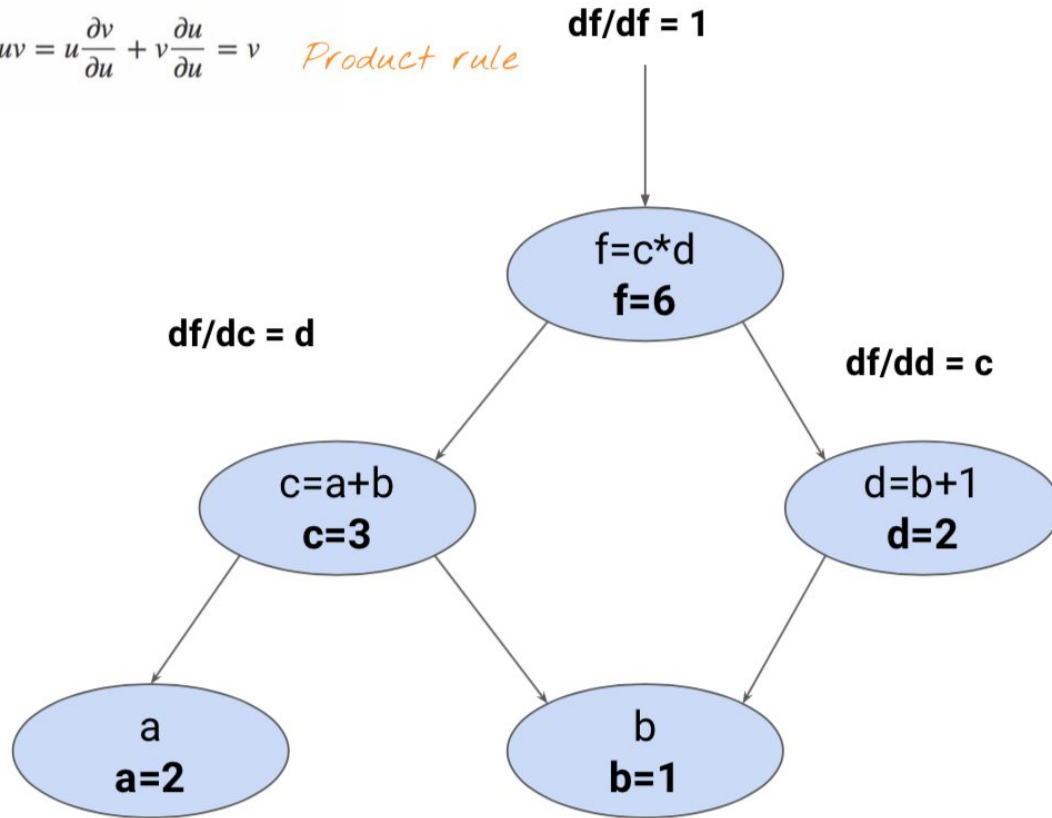 uv = u ∂v/∂u + v ∂u/∂u = v
Product rule
df/df = 1
f=c*d
f=6
df/dc = d
df/dd = c
c=a+b
c=3
d=b+1
d=2
a
a=2
b
b=1